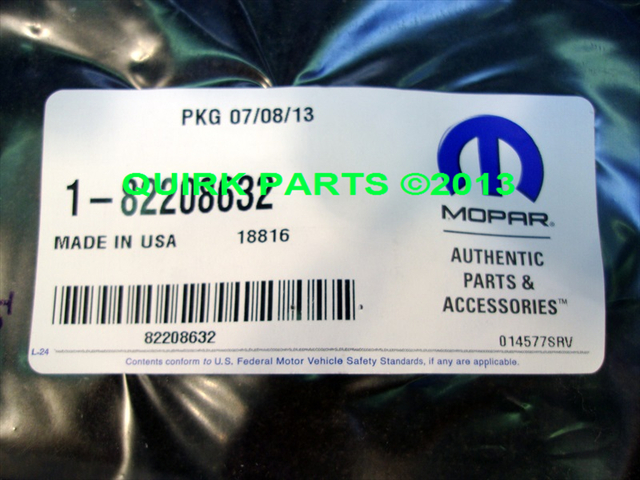 PKG 07/08/13
QUIRK PARTS ©2013
1-82208632
MOPAR®
MADE IN USA 18816
AUTHENTIC
PARTS &
ACCESSORIES™
82208632
014577SRV
L-24
Contents conform to U.S. Federal Motor Vehicle Safety Standards, if any are applicable.